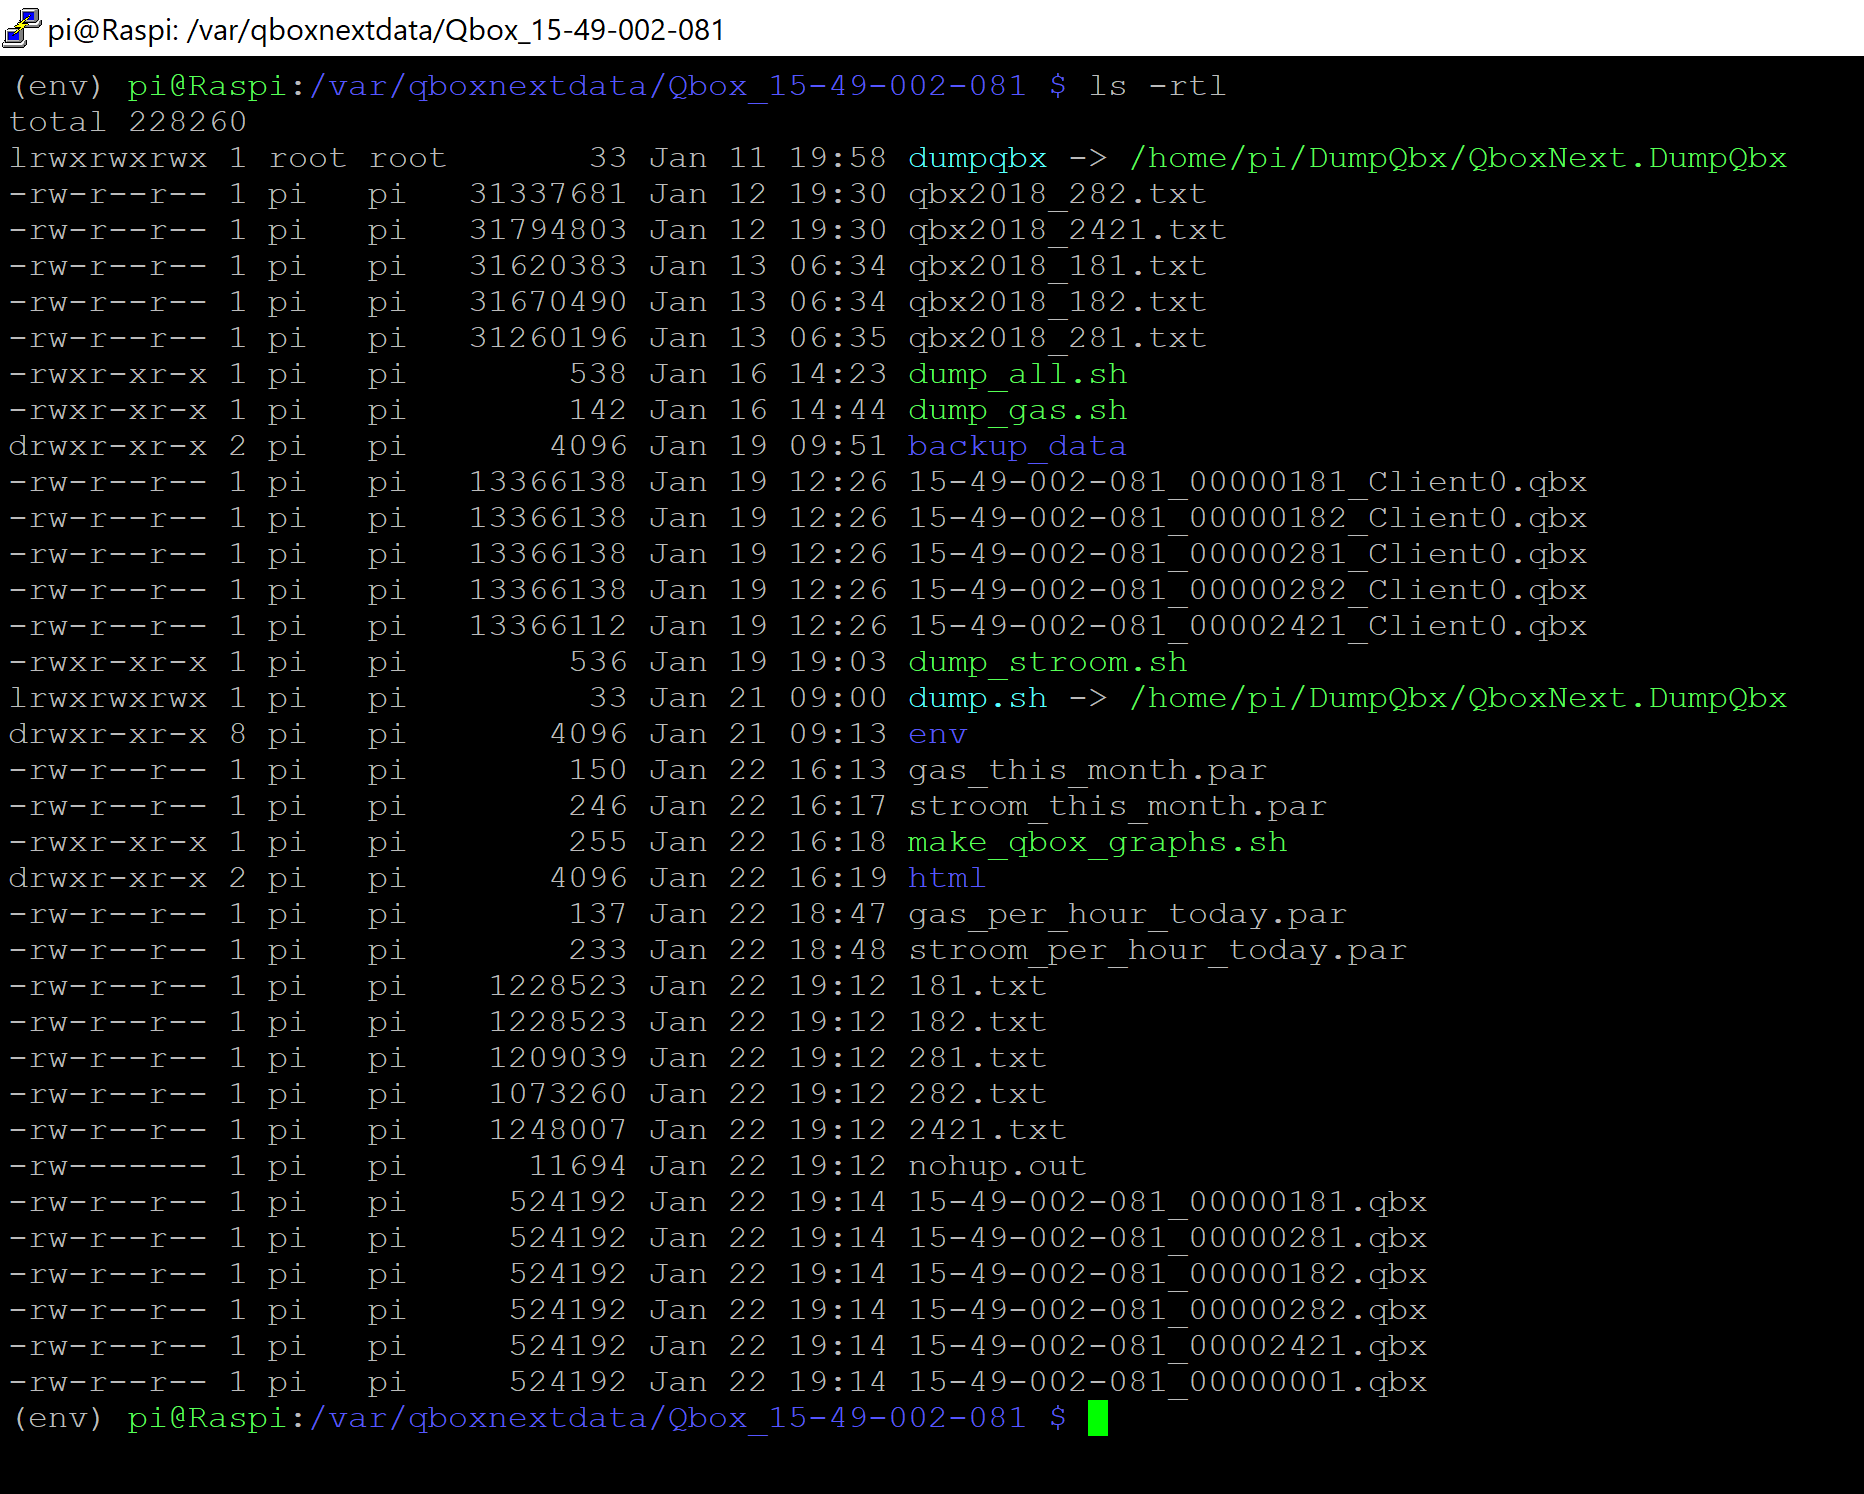 pi@Raspi: /var/qboxnextdata/Qbox_15-49-002-081
(env) pi@Raspi:/var/qboxnextdata/Qbox_15-49-002-081 $ ls -rtl
total 228260
lrwxrwxrwx 1 root root       33 Jan 11 19:58 dumpqbx -> /home/pi/DumpQbx/QboxNext.DumpQbx
-rw-r--r-- 1 pi   pi   31337681 Jan 12 19:30 qbx2018_282.txt
-rw-r--r-- 1 pi   pi   31794803 Jan 12 19:30 qbx2018_2421.txt
-rw-r--r-- 1 pi   pi   31620383 Jan 13 06:34 qbx2018_181.txt
-rw-r--r-- 1 pi   pi   31670490 Jan 13 06:34 qbx2018_182.txt
-rw-r--r-- 1 pi   pi   31260196 Jan 13 06:35 qbx2018_281.txt
-rwxr-xr-x 1 pi   pi        538 Jan 16 14:23 dump_all.sh
-rwxr-xr-x 1 pi   pi        142 Jan 16 14:44 dump_gas.sh
drwxr-xr-x 2 pi   pi       4096 Jan 19 09:51 backup_data
-rw-r--r-- 1 pi   pi   13366138 Jan 19 12:26 15-49-002-081_00000181_Client0.qbx
-rw-r--r-- 1 pi   pi   13366138 Jan 19 12:26 15-49-002-081_00000182_Client0.qbx
-rw-r--r-- 1 pi   pi   13366138 Jan 19 12:26 15-49-002-081_00000281_Client0.qbx
-rw-r--r-- 1 pi   pi   13366138 Jan 19 12:26 15-49-002-081_00000282_Client0.qbx
-rw-r--r-- 1 pi   pi   13366112 Jan 19 12:26 15-49-002-081_00002421_Client0.qbx
-rwxr-xr-x 1 pi   pi        536 Jan 19 19:03 dump_stroom.sh
lrwxrwxrwx 1 pi   pi         33 Jan 21 09:00 dump.sh -> /home/pi/DumpQbx/QboxNext.DumpQbx
drwxr-xr-x 8 pi   pi       4096 Jan 21 09:13 env
-rw-r--r-- 1 pi   pi        150 Jan 22 16:13 gas_this_month.par
-rw-r--r-- 1 pi   pi        246 Jan 22 16:17 stroom_this_month.par
-rwxr-xr-x 1 pi   pi        255 Jan 22 16:18 make_qbox_graphs.sh
drwxr-xr-x 2 pi   pi       4096 Jan 22 16:19 html
-rw-r--r-- 1 pi   pi        137 Jan 22 18:47 gas_per_hour_today.par
-rw-r--r-- 1 pi   pi        233 Jan 22 18:48 stroom_per_hour_today.par
-rw-r--r-- 1 pi   pi    1228523 Jan 22 19:12 181.txt
-rw-r--r-- 1 pi   pi    1228523 Jan 22 19:12 182.txt
-rw-r--r-- 1 pi   pi    1209039 Jan 22 19:12 281.txt
-rw-r--r-- 1 pi   pi    1073260 Jan 22 19:12 282.txt
-rw-r--r-- 1 pi   pi    1248007 Jan 22 19:12 2421.txt
-rw------- 1 pi   pi      11694 Jan 22 19:12 nohup.out
-rw-r--r-- 1 pi   pi     524192 Jan 22 19:14 15-49-002-081_00000181.qbx
-rw-r--r-- 1 pi   pi     524192 Jan 22 19:14 15-49-002-081_00000281.qbx
-rw-r--r-- 1 pi   pi     524192 Jan 22 19:14 15-49-002-081_00000182.qbx
-rw-r--r-- 1 pi   pi     524192 Jan 22 19:14 15-49-002-081_00000282.qbx
-rw-r--r-- 1 pi   pi     524192 Jan 22 19:14 15-49-002-081_00002421.qbx
-rw-r--r-- 1 pi   pi     524192 Jan 22 19:14 15-49-002-081_00000001.qbx
(env) pi@Raspi:/var/qboxnextdata/Qbox_15-49-002-081 $